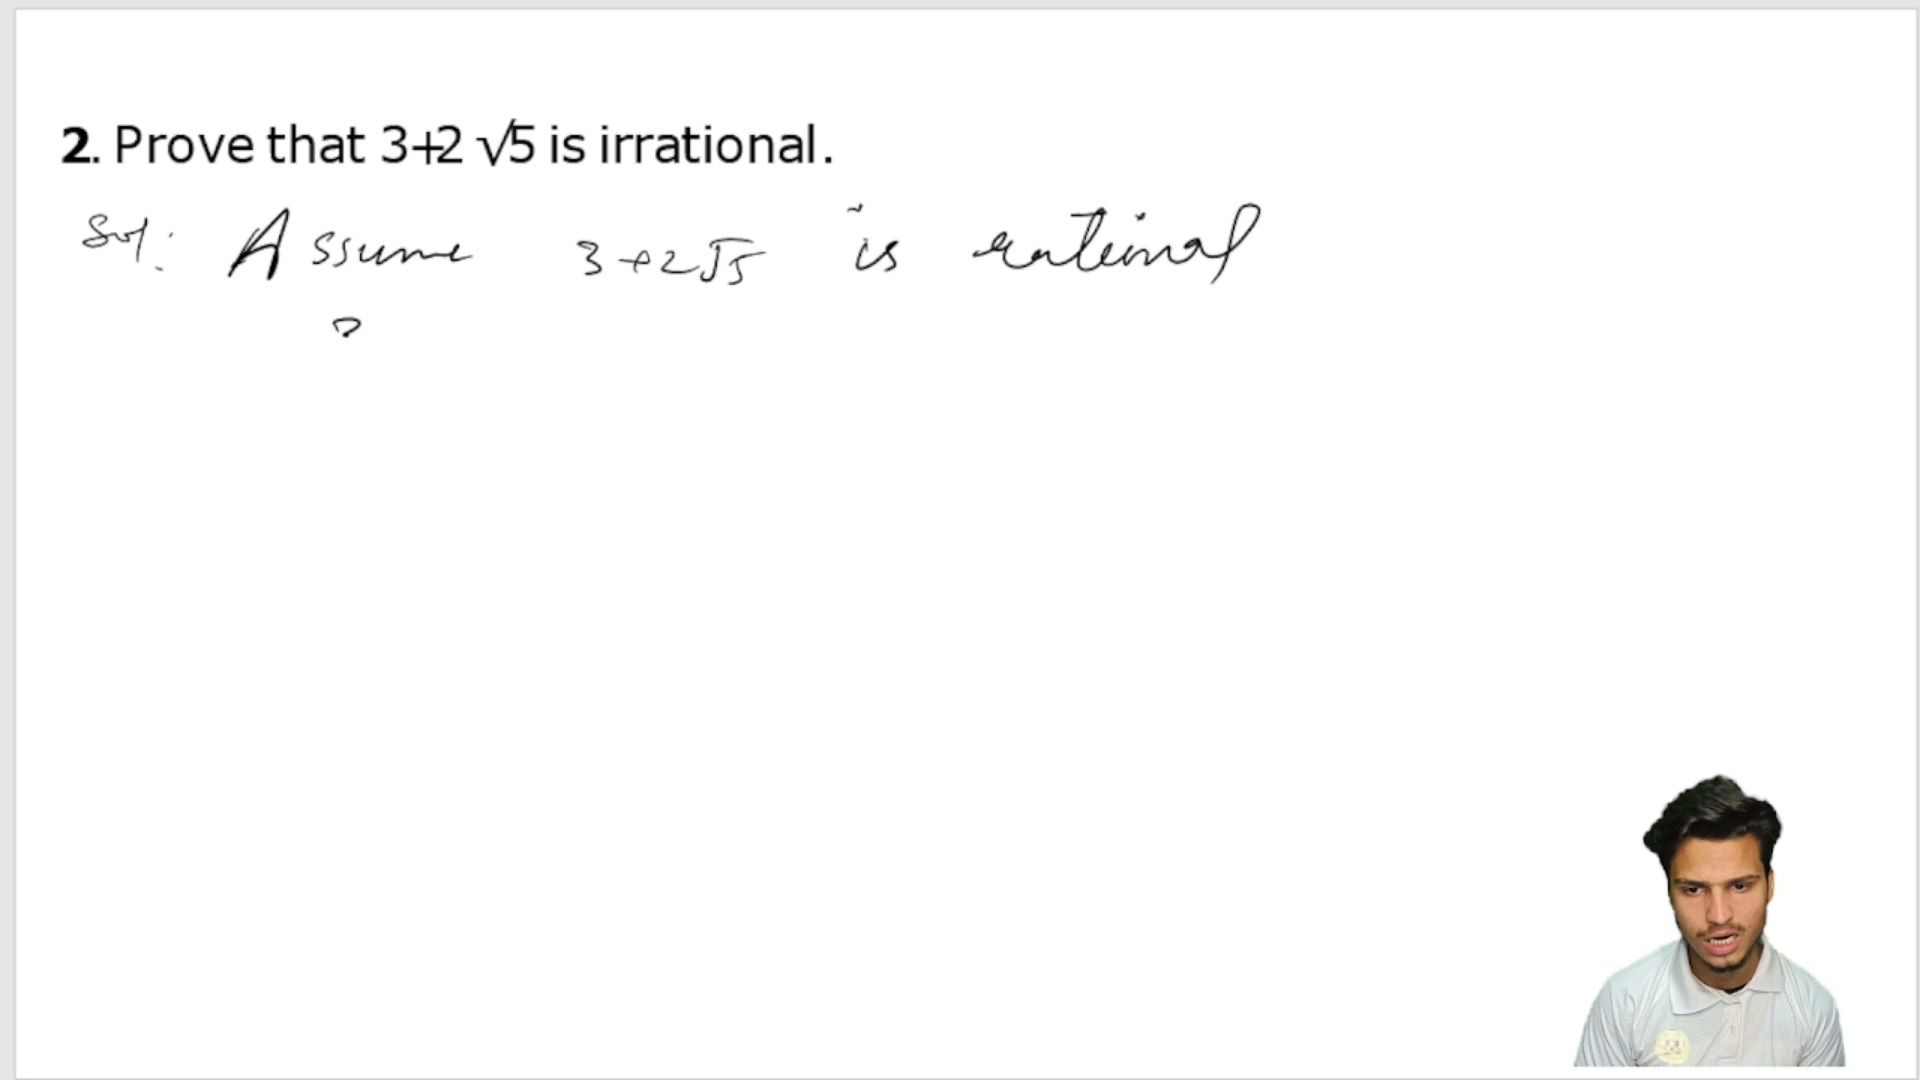 2. Prove that 3+2 √5 is irrational.
Sol: Assume 3+2√5 is rational